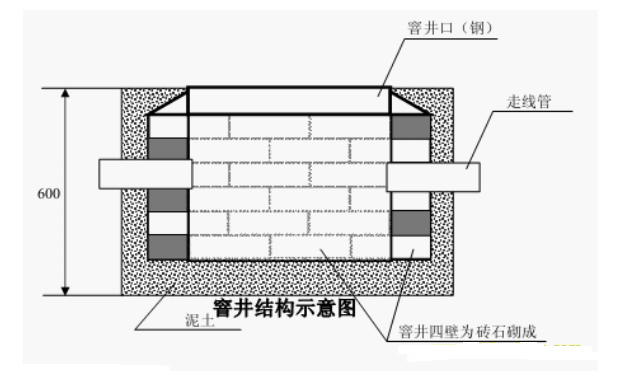 窨井口（钢）
走线管
600
窨井结构示意图
泥土
窨井四壁为砖石砌成